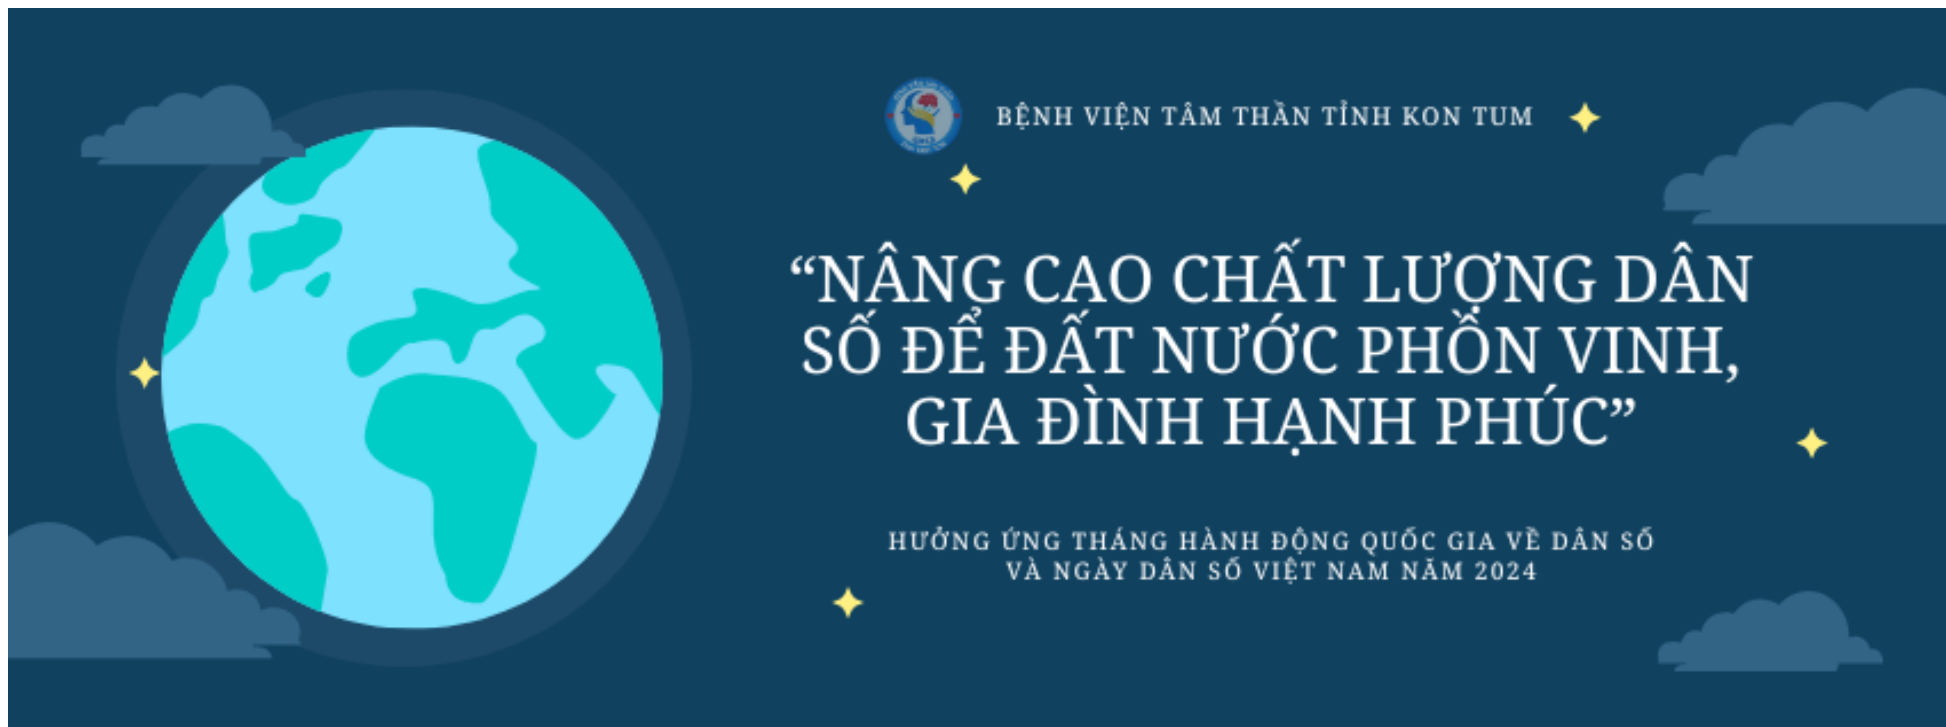 BỆNH VIỆN TÂM THẦN TỈNH KON TUM
“NÂNG CAO CHẤT LƯỢNG DÂN
SỐ ĐỂ ĐẤT NƯỚC PHỒN VINH,
GIA ĐÌNH HẠNH PHÚC”
HƯỞNG ỨNG THÁNG HÀNH ĐỘNG QUỐC GIA VỀ DÂN SỐ
VÀ NGÀY DÂN SỐ VIỆT NAM NĂM 2024